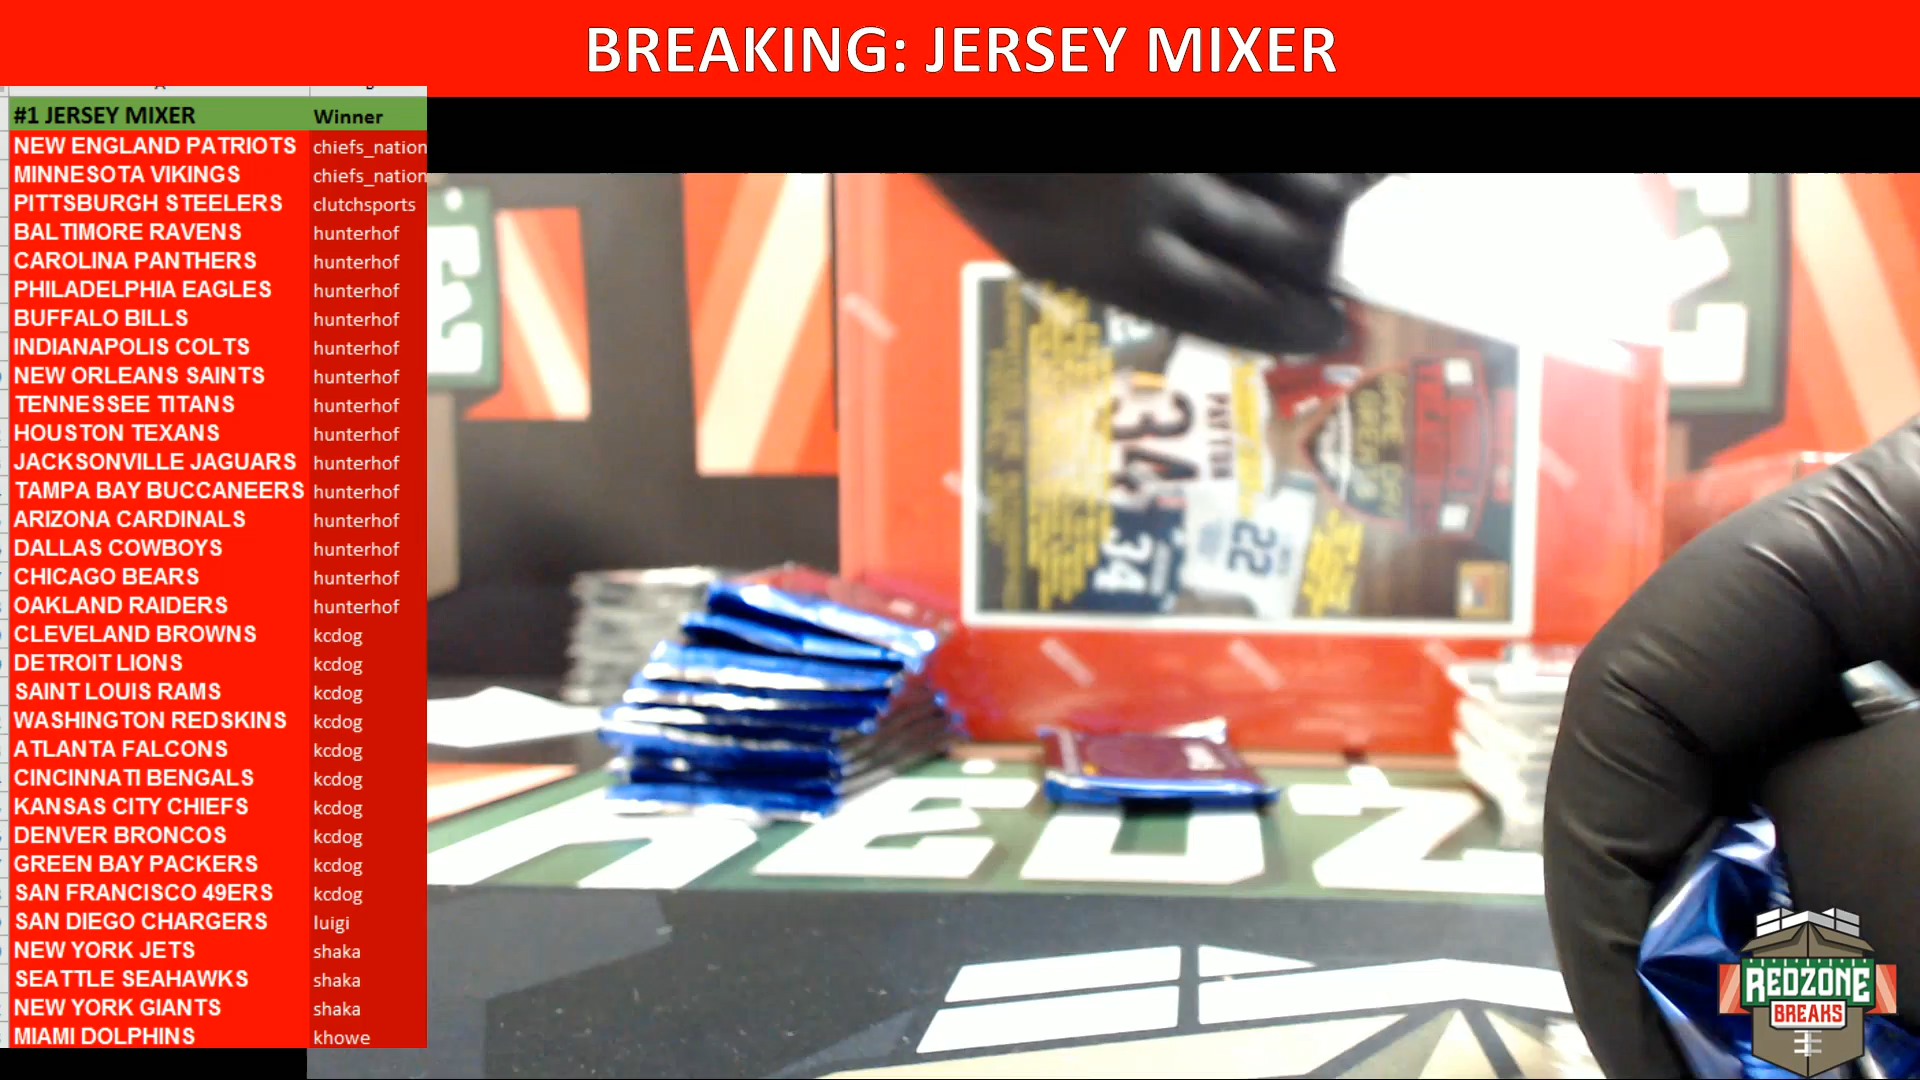 BREAKING: JERSEY MIXER
#1 JERSEY MIXER Winner
NEW ENGLAND PATRIOTS chiefs_nation
MINNESOTA VIKINGS chiefs_nation
PITTSBURGH STEELERS clutchsports
BALTIMORE RAVENS hunterhof
CAROLINA PANTHERS hunterhof
PHILADELPHIA EAGLES hunterhof
BUFFALO BILLS hunterhof
INDIANAPOLIS COLTS hunterhof
NEW ORLEANS SAINTS hunterhof
TENNESSEE TITANS hunterhof
HOUSTON TEXANS hunterhof
JACKSONVILLE JAGUARS hunterhof
TAMPA BAY BUCCANEERS hunterhof
ARIZONA CARDINALS hunterhof
DALLAS COWBOYS hunterhof
CHICAGO BEARS hunterhof
OAKLAND RAIDERS hunterhof
CLEVELAND BROWNS kcdog
DETROIT LIONS kcdog
SAINT LOUIS RAMS kcdog
WASHINGTON REDSKINS kcdog
ATLANTA FALCONS kcdog
CINCINNATI BENGALS kcdog
KANSAS CITY CHIEFS kcdog
DENVER BRONCOS kcdog
GREEN BAY PACKERS kcdog
SAN FRANCISCO 49ERS kcdog
SAN DIEGO CHARGERS luigi
NEW YORK JETS shaka
SEATTLE SEAHAWKS shaka
NEW YORK GIANTS shaka
MIAMI DOLPHINS khowe
PAYTON
34
34
22
REDZONE
BREAKS